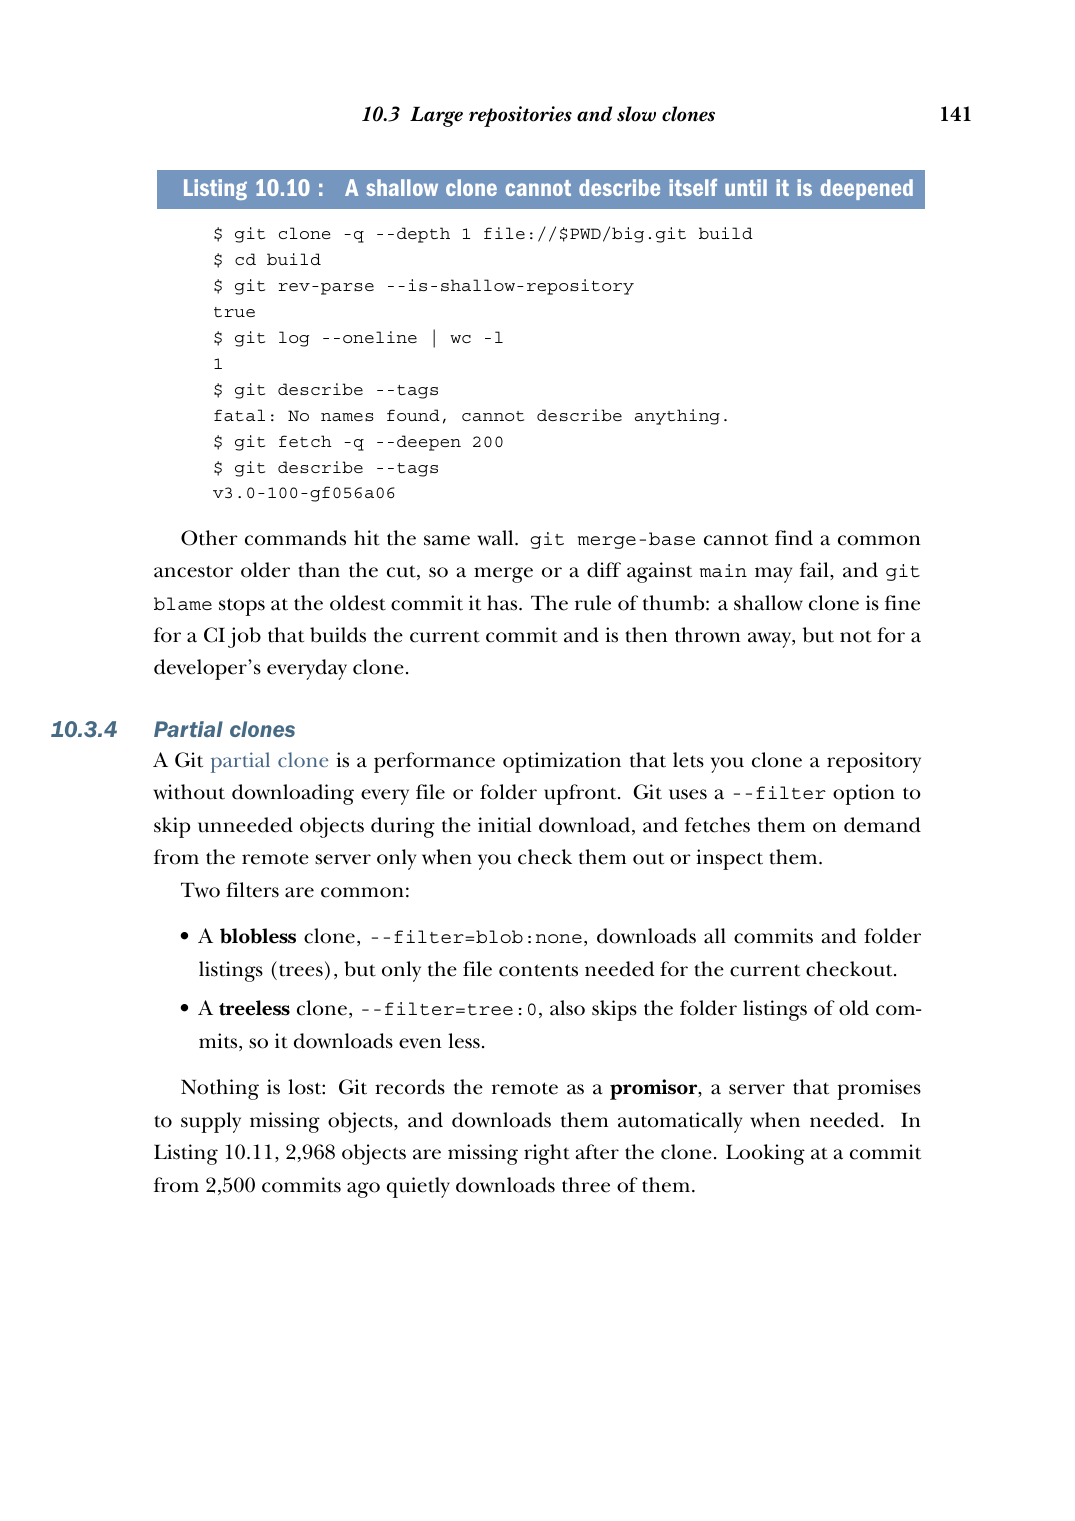 10.3 Large repositories and slow clones 141
Listing 10.10 : A shallow clone cannot describe itself until it is deepened
$ git clone -q --depth 1 file://$PWD/big.git build
$ cd build
$ git rev-parse --is-shallow-repository
true
$ git log --oneline | wc -l
1
$ git describe --tags
fatal: No names found, cannot describe anything.
$ git fetch -q --deepen 200
$ git describe --tags
v3.0-100-gf056a06
Other commands hit the same wall. git merge-base cannot find a common
ancestor older than the cut, so a merge or a diff against main may fail, and git
blame stops at the oldest commit it has. The rule of thumb: a shallow clone is fine
for a CI job that builds the current commit and is then thrown away, but not for a
developer’s everyday clone.
10.3.4 Partial clones
A Git partial clone is a performance optimization that lets you clone a repository
without downloading every file or folder upfront. Git uses a --filter option to
skip unneeded objects during the initial download, and fetches them on demand
from the remote server only when you check them out or inspect them.
Two filters are common:
• A blobless clone, --filter=blob:none, downloads all commits and folder
listings (trees), but only the file contents needed for the current checkout.
• A treeless clone, --filter=tree:0, also skips the folder listings of old com-
mits, so it downloads even less.
Nothing is lost: Git records the remote as a promisor, a server that promises
to supply missing objects, and downloads them automatically when needed. In
Listing 10.11, 2,968 objects are missing right after the clone. Looking at a commit
from 2,500 commits ago quietly downloads three of them.